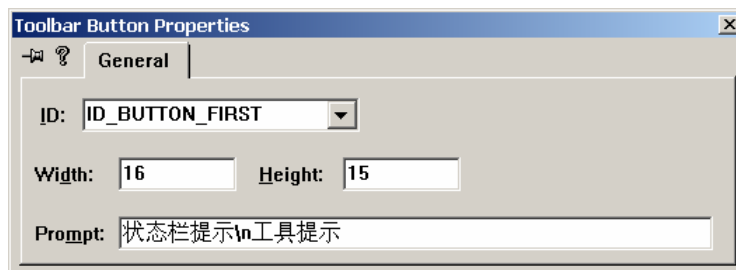 Toolbar Button Properties
General
ID: ID_BUTTON_FIRST
Width: 16 Height: 15
Prompt: 状态栏提示\n工具提示